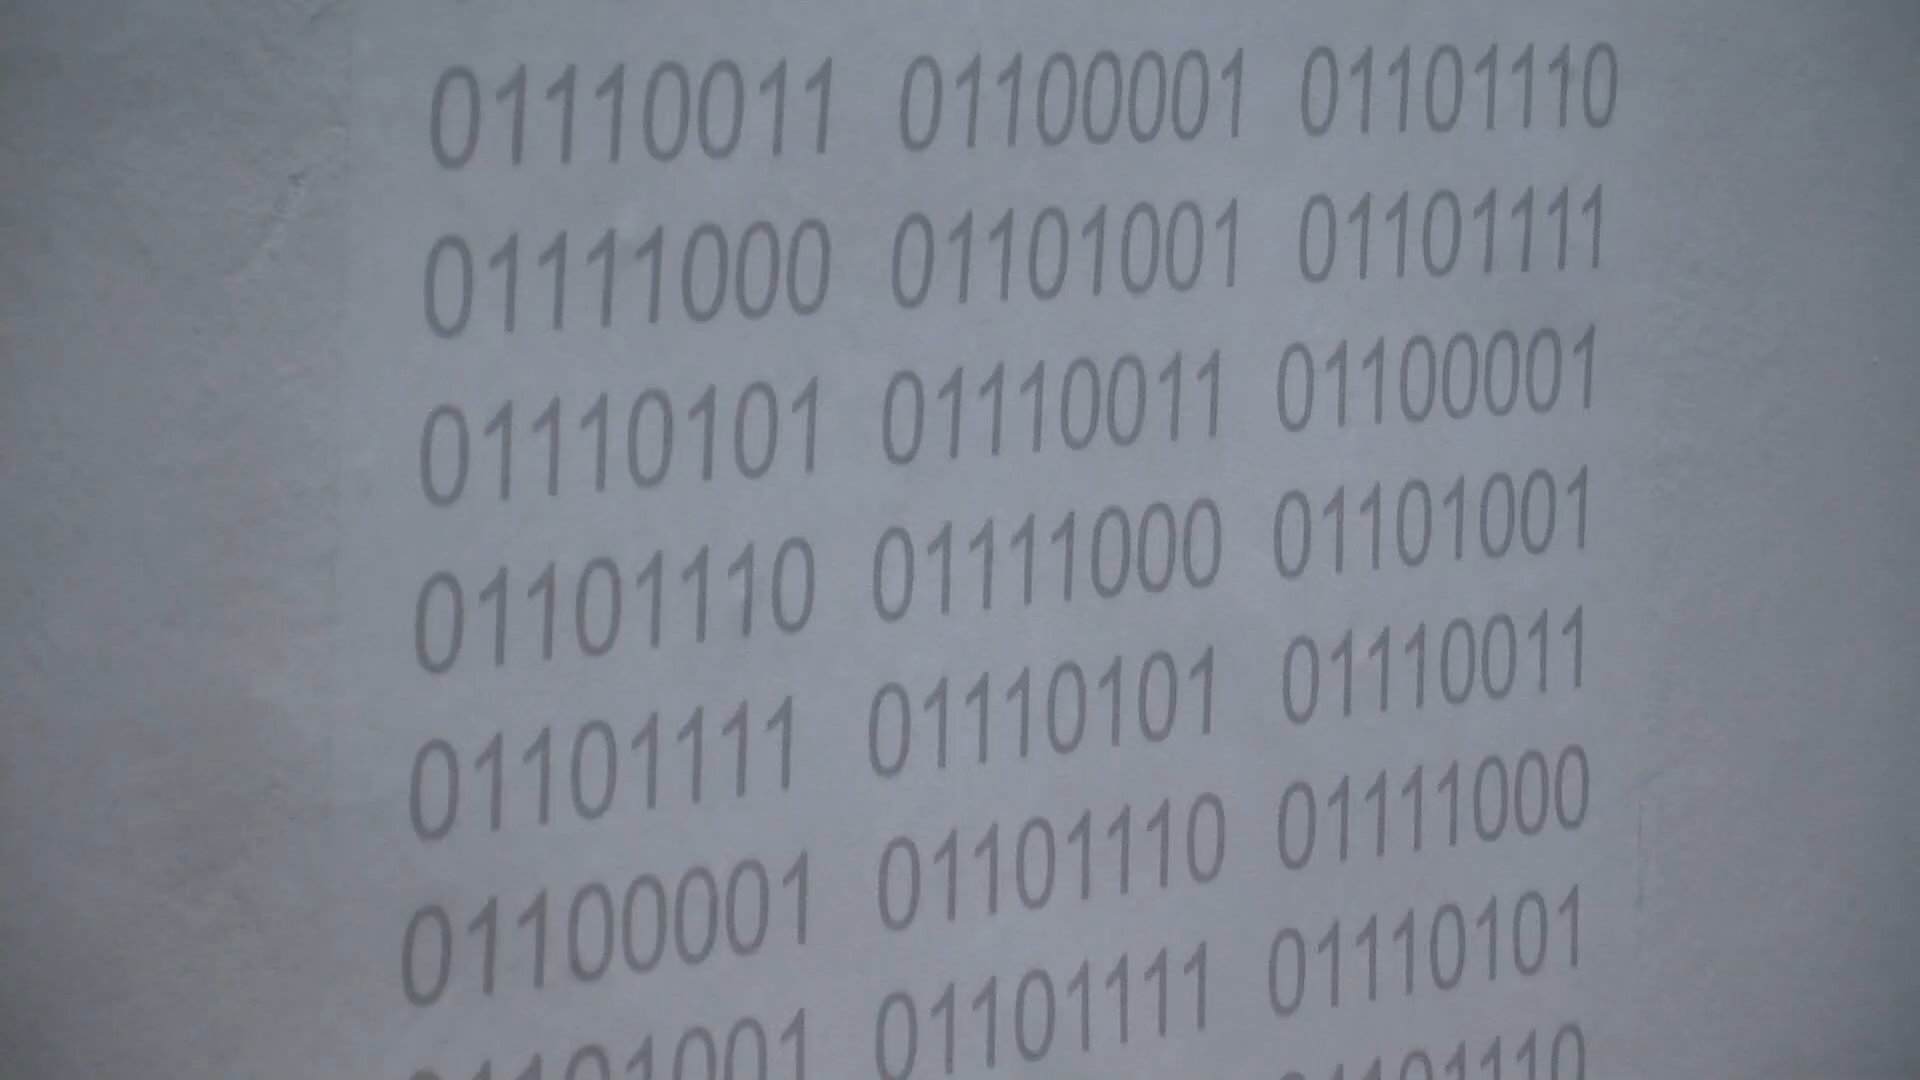 01110011 01100001 01101110
01111000 01101001 01101111
01110101 01110011 01100001
01101110 01111000 01101001
01101111 01110101 01110011
01100001 01101110 01111000
01101001 01101111 01110101